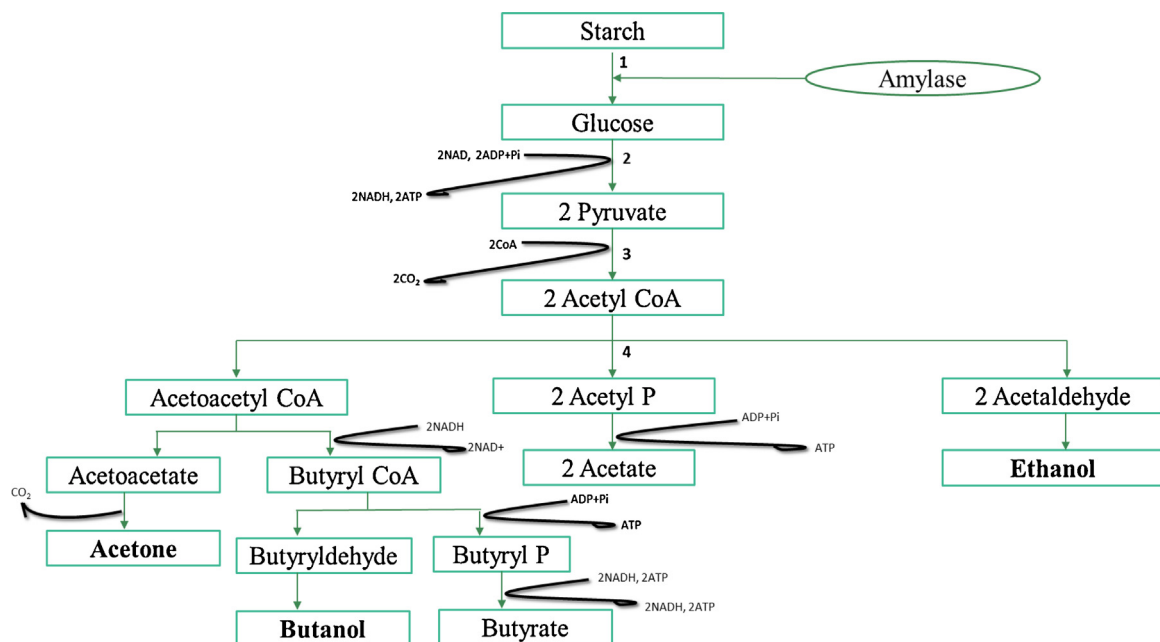 Starch
1
Amylase
Glucose
2NAD, 2ADP+Pi
2
2NADH, 2ATP
2 Pyruvate
2CoA
3
2CO₂
2 Acetyl CoA
4
Acetoacetyl CoA
2 Acetyl P
2 Acetaldehyde
2NADH
2NAD+
ADP+Pi
ATP
Acetoacetate
Butyryl CoA
2 Acetate
Ethanol
CO₂
ADP+Pi
ATP
Acetone
Butyryldehyde
Butyryl P
2NADH, 2ATP
2NADH, 2ATP
Butanol
Butyrate